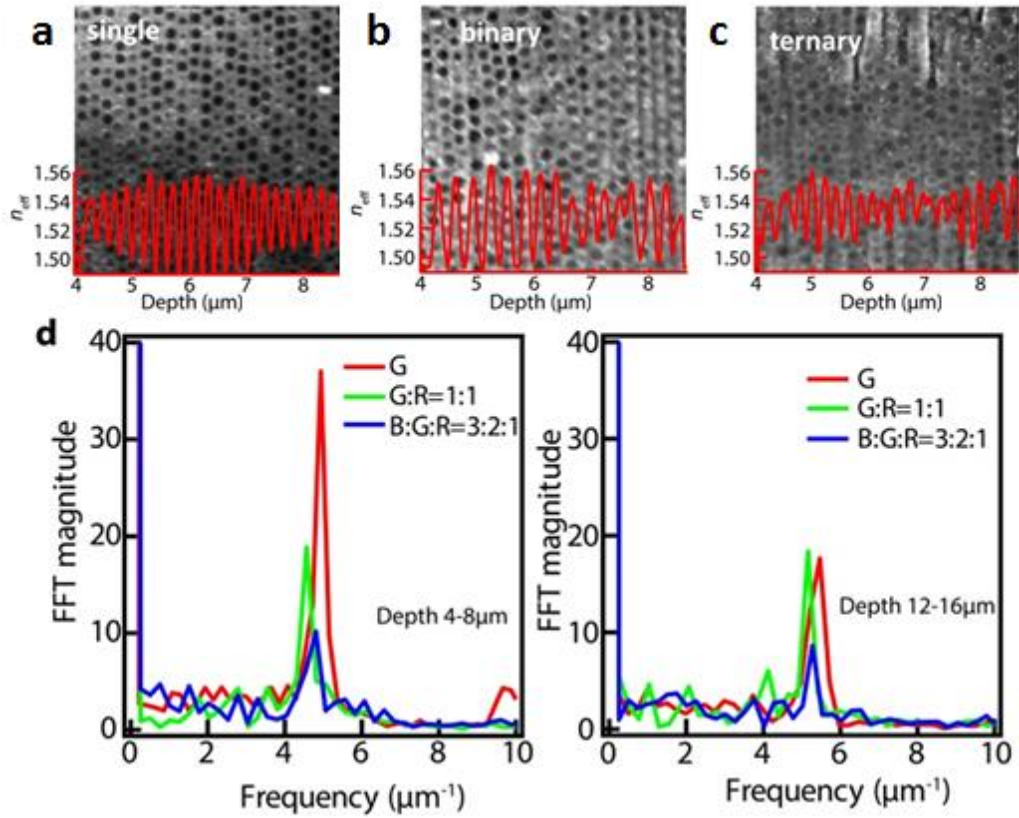 a single
1.56
1.54
1.52
1.50
n_eff
4 5 6 7 8
Depth (µm)
b binary
1.56
1.54
1.52
1.50
n_eff
4 5 6 7 8
Depth (µm)
c ternary
1.56
1.54
1.52
1.50
n_eff
4 5 6 7 8
Depth (µm)
d
40
30
20
10
0
FFT magnitude
G
G:R=1:1
B:G:R=3:2:1
Depth 4-8µm
0 2 4 6 8 10
Frequency (µm⁻¹)
40
30
20
10
0
FFT magnitude
G
G:R=1:1
B:G:R=3:2:1
Depth 12-16µm
0 2 4 6 8 10
Frequency (µm⁻¹)